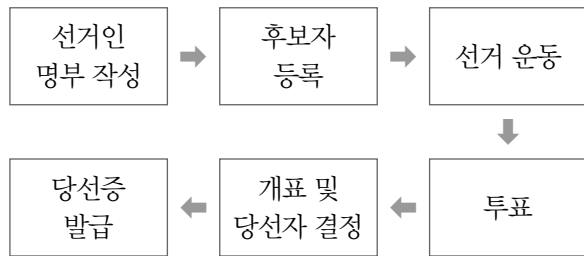 선거인
명부 작성
후보자
등록
선거 운동
투표
개표 및
당선자 결정
당선증
발급